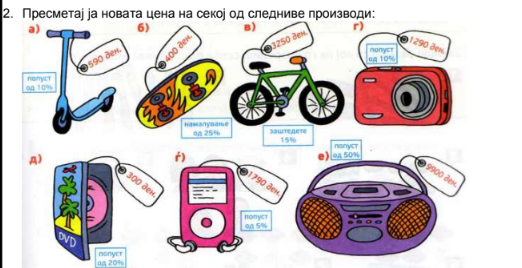 2. Пресметај ја новата цена на секој од следниве производи:
а)
590 ден.
попуст
од 10%
б)
400 ден.
намалување
од 25%
в)
3250 ден.
заштедете
15%
г)
1290 ден.
попуст
од 10%
д)
300 ден.
DVD
попуст
од 20%
ѓ)
1790 ден.
попуст
од 5%
е)
попуст
од 50%
9900 ден.